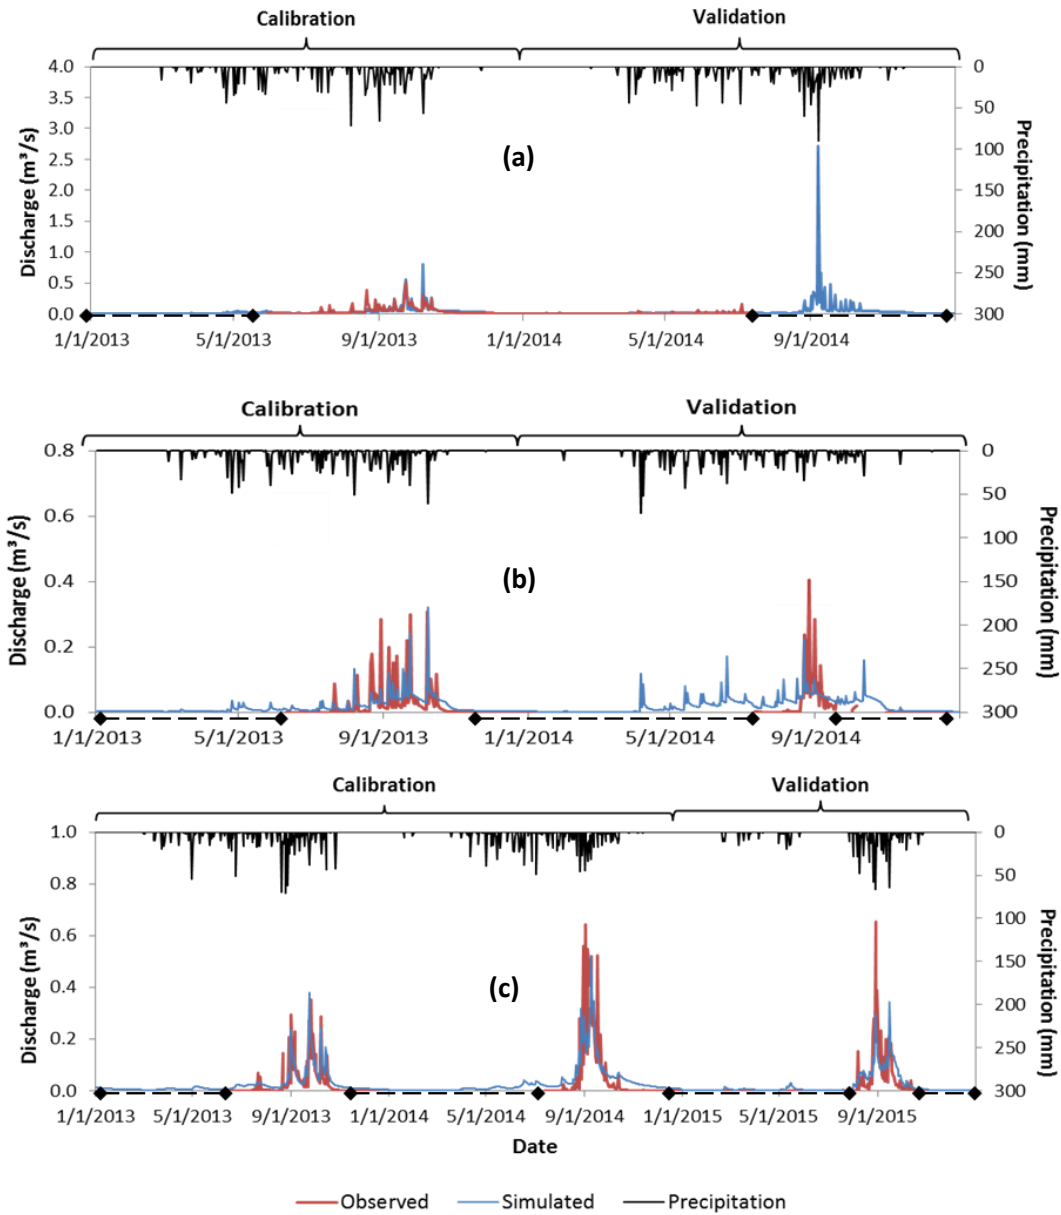 Calibration Validation
4.0 3.5 3.0 2.5 2.0 1.5 1.0 0.5 0.0
Discharge (m³/s)
(a)
0 50 100 150 200 250 300
Precipitation (mm)
1/1/2013 5/1/2013 9/1/2013 1/1/2014 5/1/2014 9/1/2014
Calibration Validation
0.8 0.6 0.4 0.2 0.0
Discharge (m³/s)
(b)
0 50 100 150 200 250 300
Precipitation (mm)
1/1/2013 5/1/2013 9/1/2013 1/1/2014 5/1/2014 9/1/2014
Calibration Validation
1.0 0.8 0.6 0.4 0.2 0.0
Discharge (m³/s)
(c)
0 50 100 150 200 250 300
Precipitation (mm)
1/1/2013 5/1/2013 9/1/2013 1/1/2014 5/1/2014 9/1/2014 1/1/2015 5/1/2015 9/1/2015
Date
Observed Simulated Precipitation